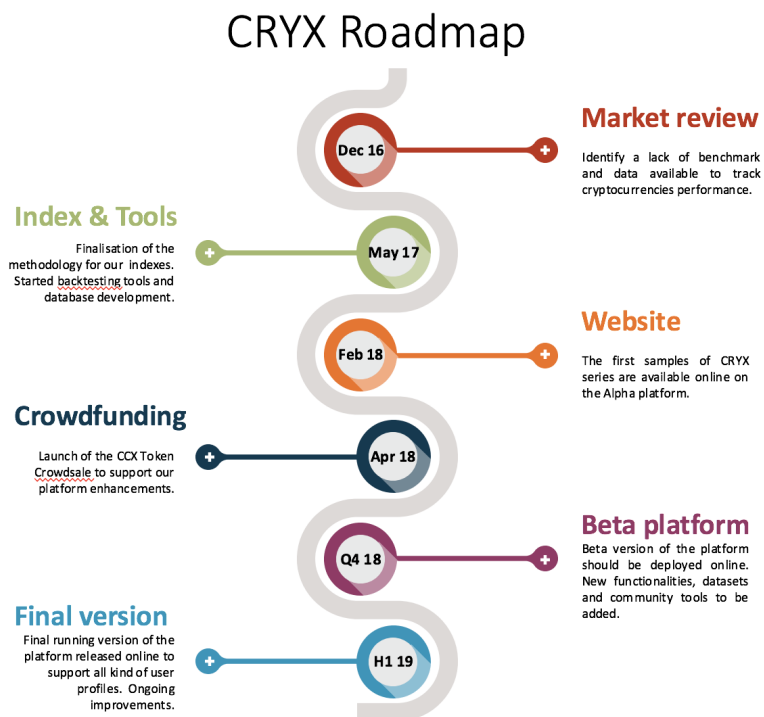 CRYX Roadmap
Dec 16
Market review
Identify a lack of benchmark
and data available to track
cryptocurrencies performance.
Index & Tools
Finalisation of the
methodology for our indexes.
Started backtesting tools and
database development.
May 17
Feb 18
Website
The first samples of CRYX
series are available online on
the Alpha platform.
Crowdfunding
Launch of the CCX Token
Crowdsale to support our
platform enhancements.
Apr 18
Q4 18
Beta platform
Beta version of the platform
should be deployed online.
New functionalities, datasets
and community tools to be
added.
Final version
Final running version of the
platform released online to
support all kind of user
profiles. Ongoing
improvements.
H1 19